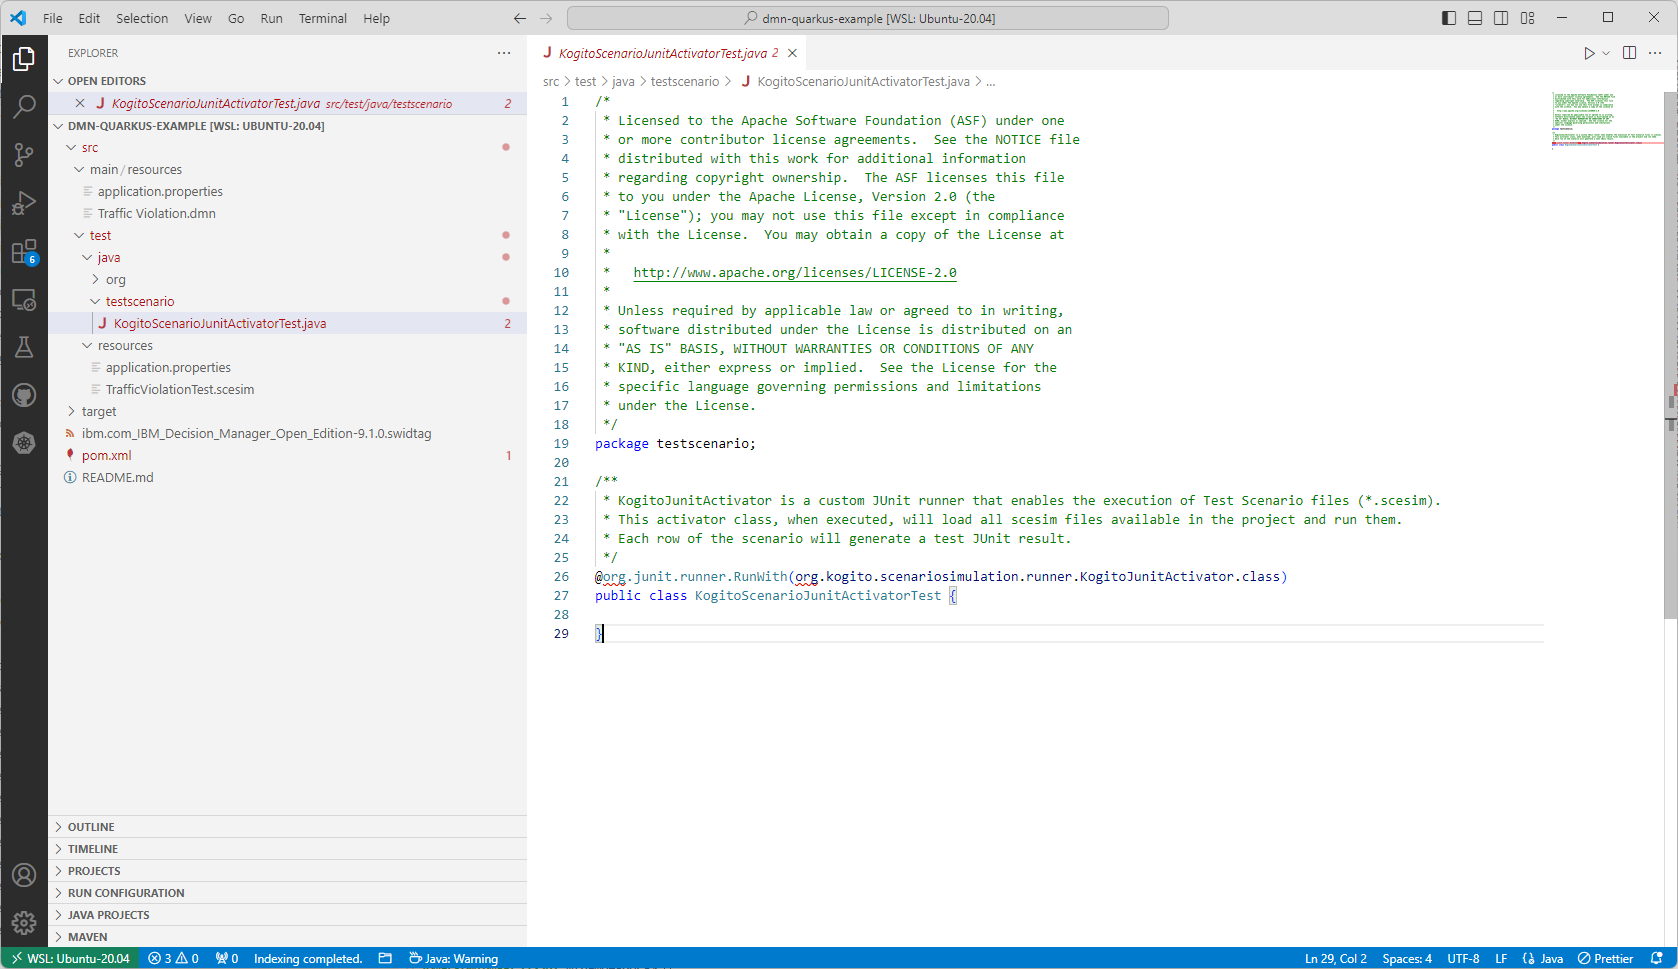 File Edit Selection View Go Run Terminal Help
dmn-quarkus-example [WSL: Ubuntu-20.04]
EXPLORER
OPEN EDITORS
KogitoScenarioJunitActivatorTest.java src/test/java/testscenario 2
DMN-QUARKUS-EXAMPLE [WSL: UBUNTU-20.04]
src
main / resources
application.properties
Traffic Violation.dmn
test
java
org
testscenario
KogitoScenarioJunitActivatorTest.java 2
resources
application.properties
TrafficViolationTest.scesim
target
ibm.com_IBM_Decision_Manager_Open_Edition-9.1.0.swidtag
pom.xml 1
README.md
6
OUTLINE
TIMELINE
PROJECTS
RUN CONFIGURATION
JAVA PROJECTS
MAVEN
KogitoScenarioJunitActivatorTest.java 2
src > test > java > testscenario > KogitoScenarioJunitActivatorTest.java > ...
1 /*
2 * Licensed to the Apache Software Foundation (ASF) under one
3 * or more contributor license agreements.  See the NOTICE file
4 * distributed with this work for additional information
5 * regarding copyright ownership.  The ASF licenses this file
6 * to you under the Apache License, Version 2.0 (the
7 * "License"); you may not use this file except in compliance
8 * with the License.  You may obtain a copy of the License at
9 *
10 *   http://www.apache.org/licenses/LICENSE-2.0
11 *
12 * Unless required by applicable law or agreed to in writing,
13 * software distributed under the License is distributed on an
14 * "AS IS" BASIS, WITHOUT WARRANTIES OR CONDITIONS OF ANY
15 * KIND, either express or implied.  See the License for the
16 * specific language governing permissions and limitations
17 * under the License.
18 */
19 package testscenario;
20
21 /**
22 * KogitoJunitActivator is a custom JUnit runner that enables the execution of Test Scenario files (*.scesim).
23 * This activator class, when executed, will load all scesim files available in the project and run them.
24 * Each row of the scenario will generate a test JUnit result.
25 */
26 @org.junit.runner.RunWith(org.kogito.scenariosimulation.runner.KogitoJunitActivator.class)
27 public class KogitoScenarioJunitActivatorTest {
28
29 }
WSL: Ubuntu-20.04 3 0 0 Indexing completed. Java: Warning Ln 29, Col 2 Spaces: 4 UTF-8 LF {} Java Prettier